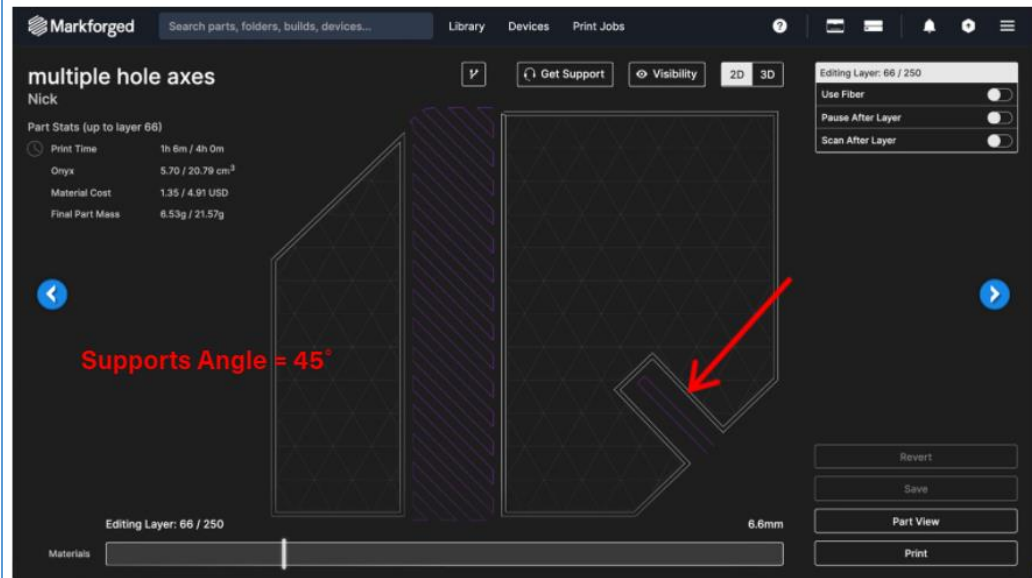 Markforged
Search parts, folders, builds, devices...
Library
Devices
Print Jobs
?
multiple hole axes
Nick
Get Support
Visibility
2D
3D
Part Stats (up to layer 66)
Print Time 1h 6m / 4h 0m
Onyx 5.70 / 20.79 cm³
Material Cost 1.35 / 4.91 USD
Final Part Mass 6.53g / 21.57g
Editing Layer: 66 / 250
Use Fiber
Pause After Layer
Scan After Layer
Supports Angle = 45°
Revert
Save
Part View
Print
Editing Layer: 66 / 250
6.6mm
Materials